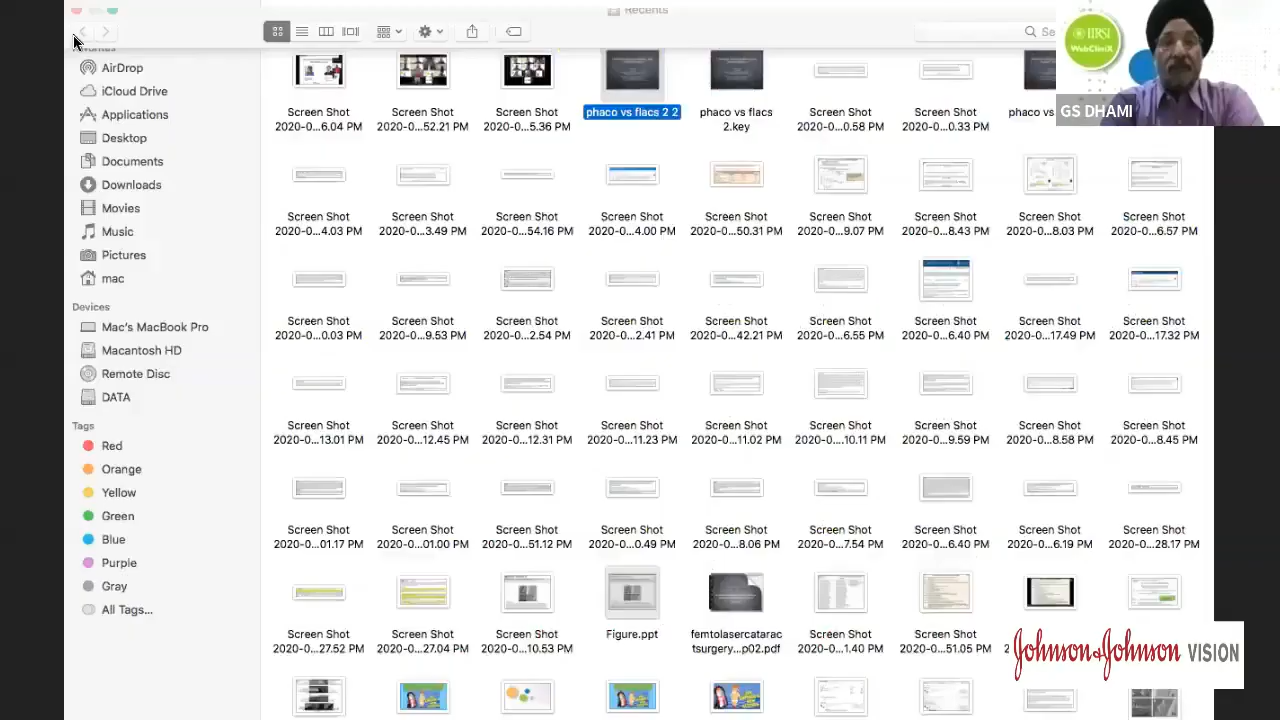 Recents
Favorites
AirDrop
iCloud Drive
Applications
Desktop
Documents
Downloads
Movies
Music
Pictures
mac
Devices
Mac's MacBook Pro
Macintosh HD
Remote Disc
DATA
Tags
Red
Orange
Yellow
Green
Blue
Purple
Gray
All Tags...
IIRSI
WebCliniX
GS DHAMI
Screen Shot
2020-0...6.04 PM
Screen Shot
2020-0...52.21 PM
Screen Shot
2020-0...5.36 PM
phaco vs flacs 2 2
phaco vs flacs
2.key
Screen Shot
2020-0...0.58 PM
Screen Shot
2020-0...0.33 PM
phaco vs
Screen Shot
2020-0...4.03 PM
Screen Shot
2020-0...3.49 PM
Screen Shot
2020-0...54.16 PM
Screen Shot
2020-0...4.00 PM
Screen Shot
2020-0...50.31 PM
Screen Shot
2020-0...9.07 PM
Screen Shot
2020-0...8.43 PM
Screen Shot
2020-0...8.03 PM
Screen Shot
2020-0...6.57 PM
Screen Shot
2020-0...0.03 PM
Screen Shot
2020-0...9.53 PM
Screen Shot
2020-0...2.54 PM
Screen Shot
2020-0...2.41 PM
Screen Shot
2020-0...42.21 PM
Screen Shot
2020-0...6.55 PM
Screen Shot
2020-0...6.40 PM
Screen Shot
2020-0...17.49 PM
Screen Shot
2020-0...17.32 PM
Screen Shot
2020-0...13.01 PM
Screen Shot
2020-0...12.45 PM
Screen Shot
2020-0...12.31 PM
Screen Shot
2020-0...11.23 PM
Screen Shot
2020-0...11.02 PM
Screen Shot
2020-0....10.11 PM
Screen Shot
2020-0...9.59 PM
Screen Shot
2020-0...8.58 PM
Screen Shot
2020-0...8.45 PM
Screen Shot
2020-0...01.17 PM
Screen Shot
2020-0...01.00 PM
Screen Shot
2020-0...51.12 PM
Screen Shot
2020-0...0.49 PM
Screen Shot
2020-0...8.06 PM
Screen Shot
2020-0...7.54 PM
Screen Shot
2020-0...6.40 PM
Screen Shot
2020-0...6.19 PM
Screen Shot
2020-0...28.17 PM
Screen Shot
2020-0...27.52 PM
Screen Shot
2020-0...27.04 PM
Screen Shot
2020-0...10.53 PM
Figure.ppt
femtolasercatarac
tsurgery...p02.pdf
Screen Shot
2020-0...1.40 PM
Screen Shot
2020-0...51.05 PM
Johnson & Johnson VISION